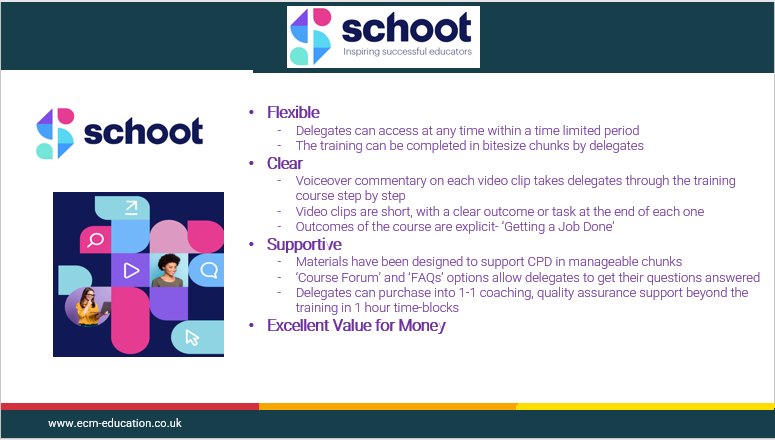 schoot
Inspiring successful educators
schoot
• Flexible
- Delegates can access at any time within a time limited period
- The training can be completed in bitesize chunks by delegates
• Clear
- Voiceover commentary on each video clip takes delegates through the training
course step by step
- Video clips are short, with a clear outcome or task at the end of each one
- Outcomes of the course are explicit- ‘Getting a Job Done’
• Supportive
- Materials have been designed to support CPD in manageable chunks
- ‘Course Forum’ and ‘FAQs’ options allow delegates to get their questions answered
- Delegates can purchase into 1-1 coaching, quality assurance support beyond the
training in 1 hour time-blocks
• Excellent Value for Money
www.ecm-education.co.uk